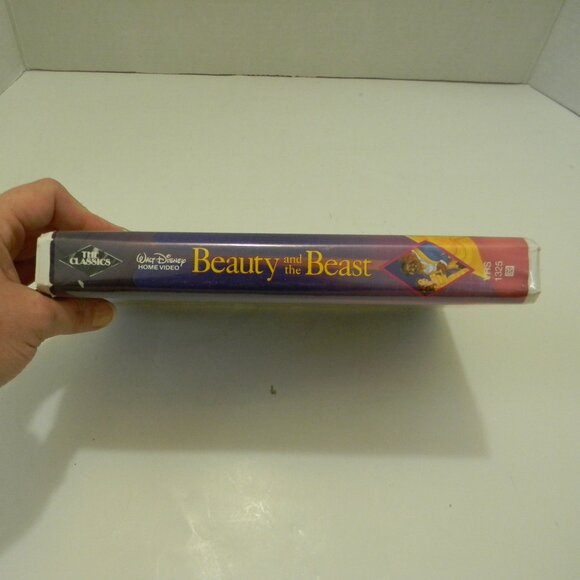 THE
CLASSICS
WALT DISNEY
HOME VIDEO
Beauty and the Beast
VHS
1325